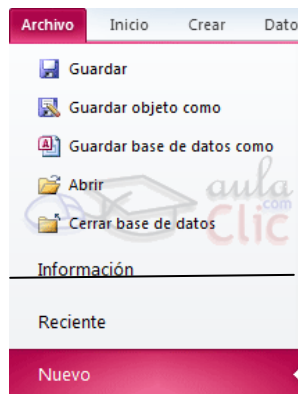 Archivo Inicio Crear Dato
Guardar
Guardar objeto como
Guardar base de datos como
Abrir
aula
.com
Clic
Cerrar base de datos
Información
Reciente
Nuevo